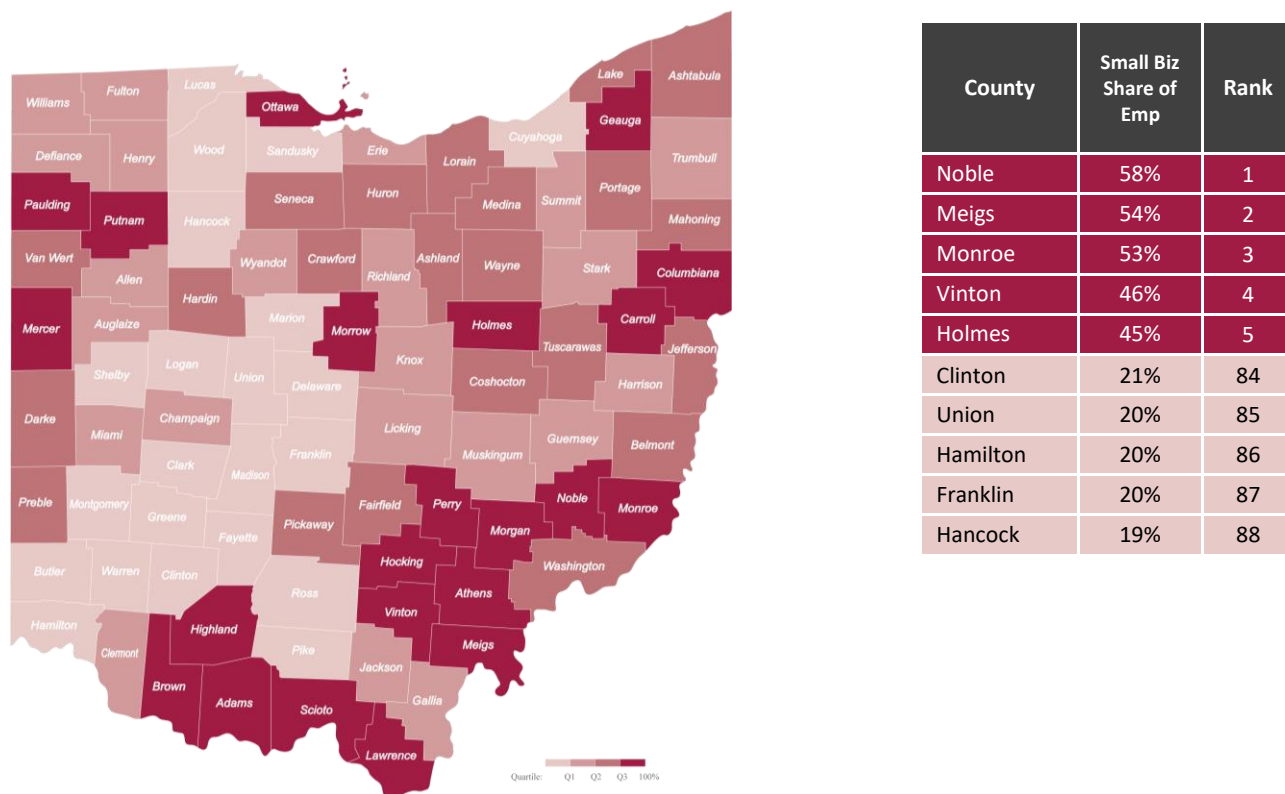 Lake
Ashtabula
Lucas
Fulton
Williams
Ottawa
Geauga
Cuyahoga
Defiance
Henry
Wood
Sandusky
Erie
Lorain
Trumbull
Paulding
Putnam
Hancock
Seneca
Huron
Medina
Summit
Portage
Mahoning
Van Wert
Allen
Wyandot
Crawford
Richland
Ashland
Wayne
Stark
Columbiana
Mercer
Auglaize
Hardin
Marion
Morrow
Holmes
Carroll
Tuscarawas
Jefferson
Shelby
Logan
Union
Delaware
Knox
Coshocton
Harrison
Darke
Miami
Champaign
Licking
Muskingum
Guernsey
Belmont
Clark
Madison
Franklin
Preble
Montgomery
Greene
Fayette
Pickaway
Fairfield
Perry
Morgan
Noble
Monroe
Butler
Warren
Clinton
Ross
Hocking
Athens
Washington
Hamilton
Clermont
Highland
Pike
Vinton
Meigs
Brown
Adams
Scioto
Jackson
Gallia
Lawrence
Quartile: Q1 Q2 Q3 100%
County Small Biz Share of Emp Rank
Noble 58% 1
Meigs 54% 2
Monroe 53% 3
Vinton 46% 4
Holmes 45% 5
Clinton 21% 84
Union 20% 85
Hamilton 20% 86
Franklin 20% 87
Hancock 19% 88